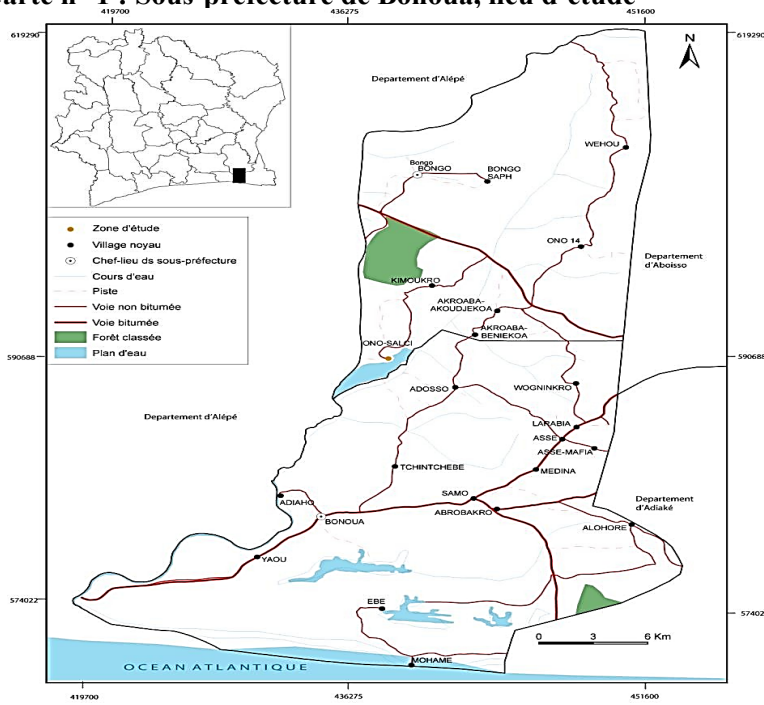 Carte n° 1 : Sous-préfecture de Bonoua, lieu d'étude
419700 436275 451600
619290 619290
N
Departement d'Alépé
WEHOU
Bongo
BONGO
BONGO
SAPH
ONO 14
Departement
d'Aboisso
Zone d'étude
Village noyau
Chef-lieu ds sous-préfecture
Cours d'eau
Piste
Voie non bitumée
Voie bitumée
Forêt classée
Plan d'eau
KIMOUKRO
AKROABA-
AKOUDJEKOA
AKROABA-
BENIEKOA
ONO-SALCI
590688 590688
ADOSSO
WOGNINKRO
Departement d'Alépé
LARABIA
ASSE
ASSE-MAFIA
TCHINTCHEBE
MEDINA
ADIAHO
SAMO
Departement
d'Adiaké
BONOUA
ABROBAKRO
ALOHORE
YAOU
574022 574022
EBE
0 3 6 Km
MOHAME
OCEAN ATLANTIQUE
419700 436275 451600